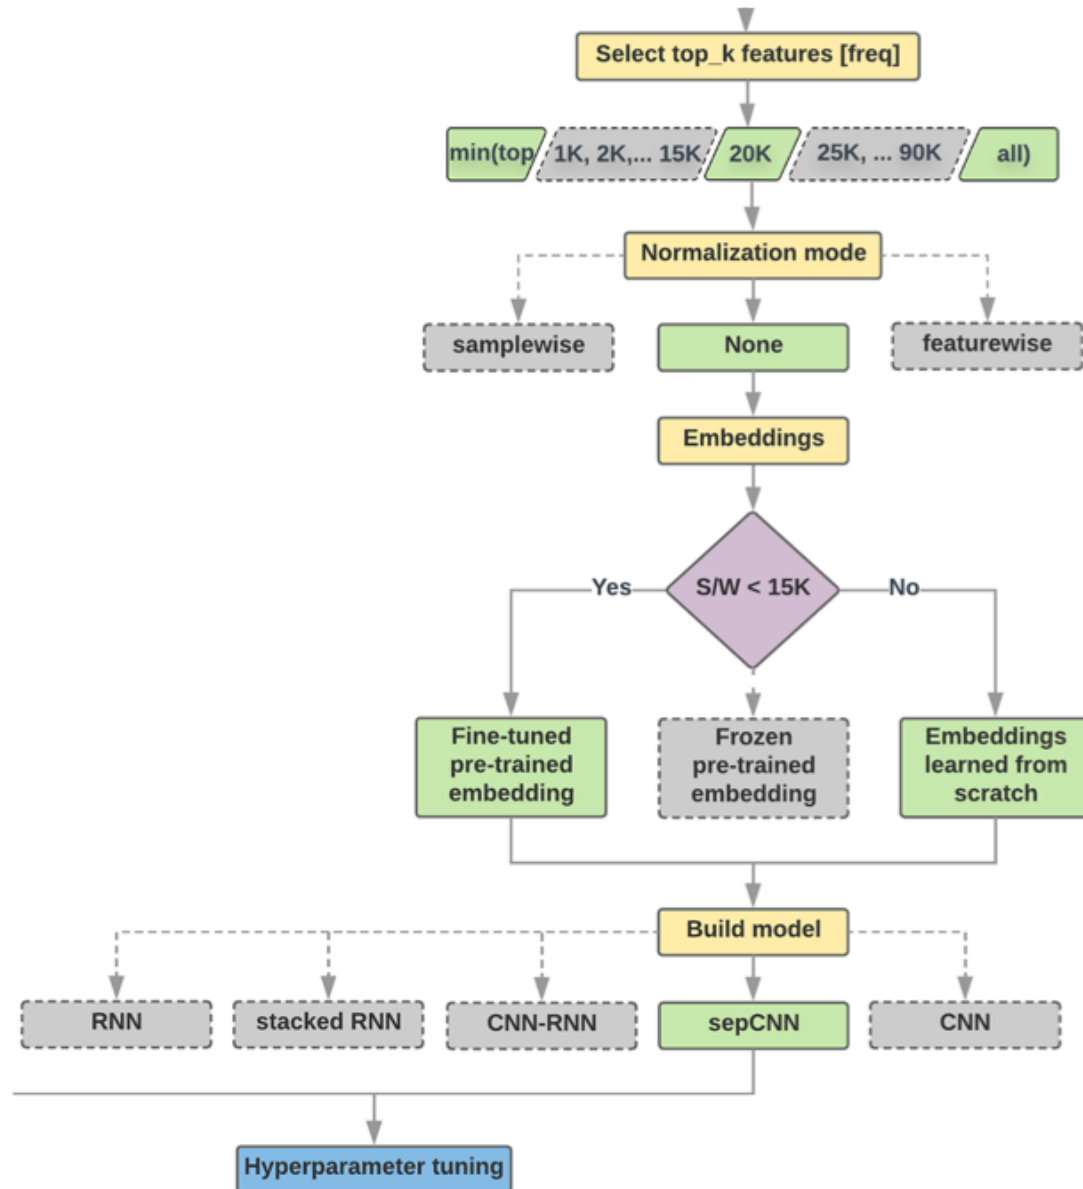 Select top_k features [freq]
min(top 1K, 2K,... 15K 20K 25K, ... 90K all)
Normalization mode
samplewise None featurewise
Embeddings
Yes S/W < 15K No
Fine-tuned
pre-trained
embedding
Frozen
pre-trained
embedding
Embeddings
learned from
scratch
Build model
RNN stacked RNN CNN-RNN sepCNN CNN
Hyperparameter tuning